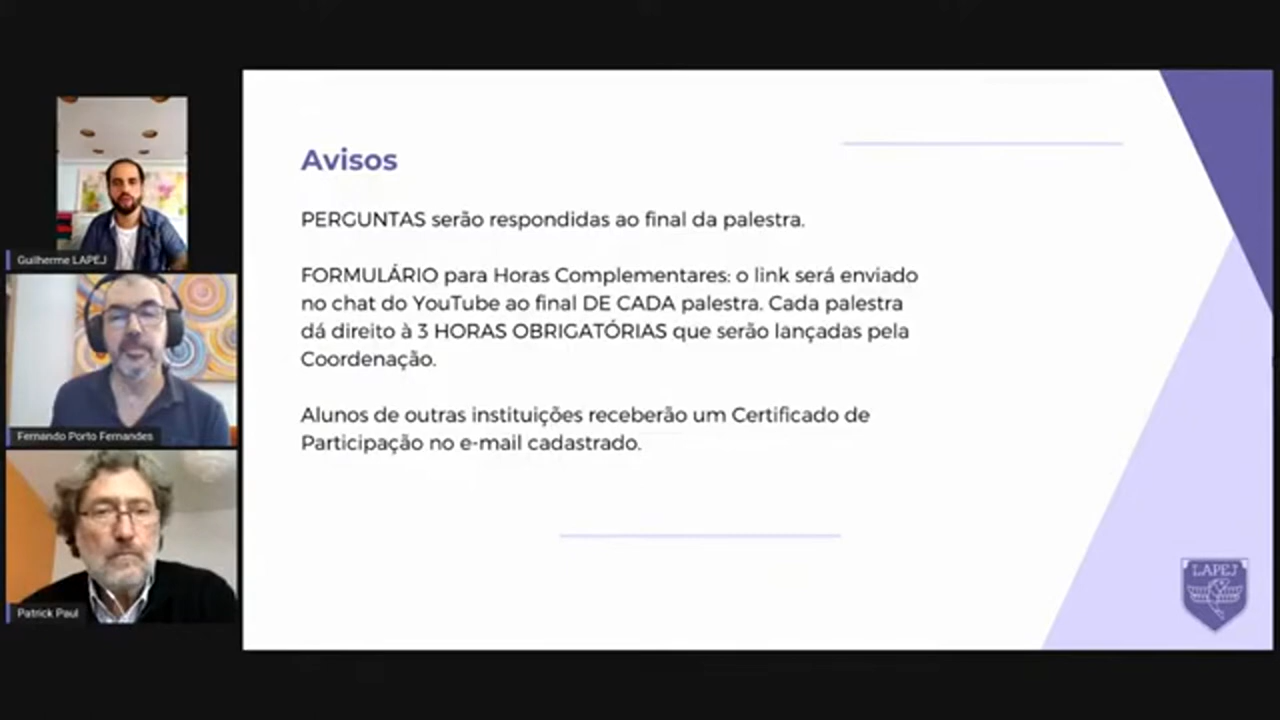 Avisos
PERGUNTAS serão respondidas ao final da palestra.
FORMULÁRIO para Horas Complementares: o link será enviado
no chat do YouTube ao final DE CADA palestra. Cada palestra
dá direito à 3 HORAS OBRIGATÓRIAS que serão lançadas pela
Coordenação.
Alunos de outras instituições receberão um Certificado de
Participação no e-mail cadastrado.
Guilherme LAPEJ
Fernando Porto Fernandes
Patrick Paul
LAPEJ